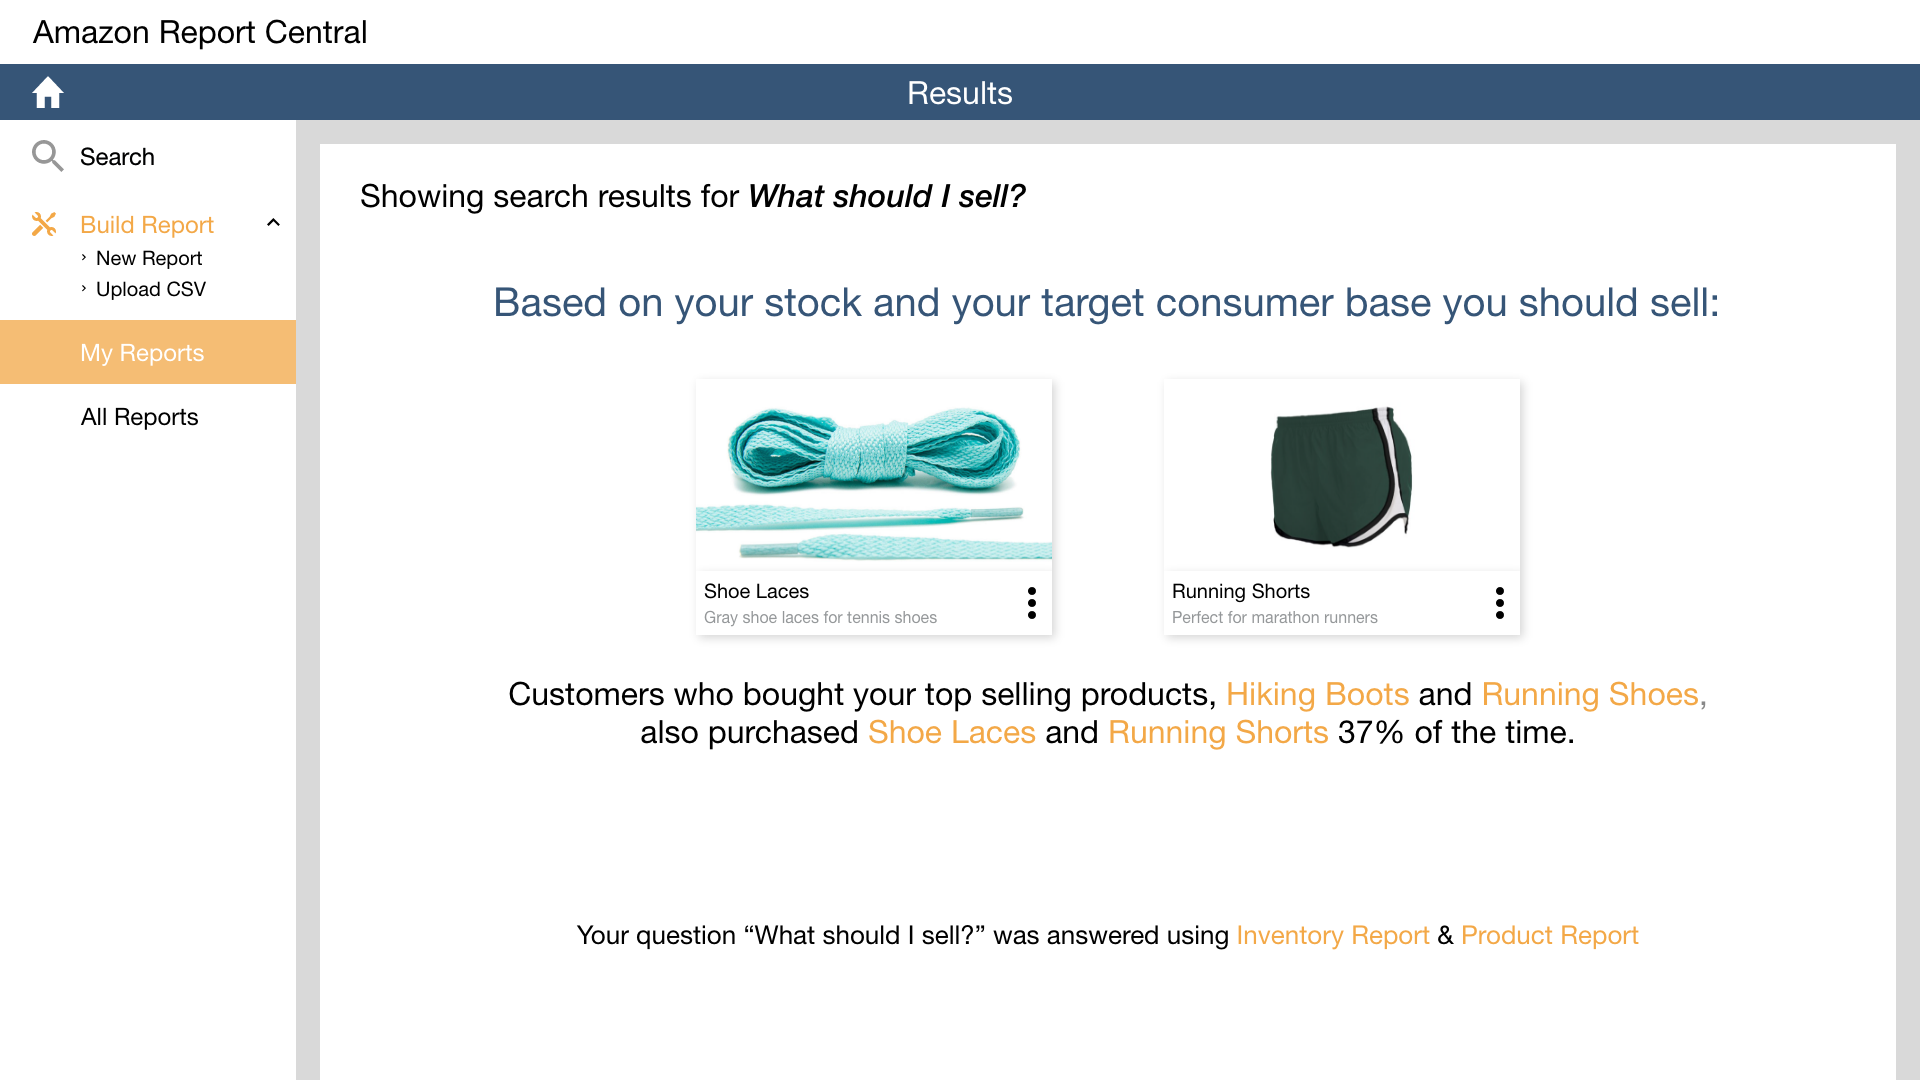 Amazon Report Central
Results
Search
Build Report
New Report
Upload CSV
My Reports
All Reports
Showing search results for What should I sell?
Based on your stock and your target consumer base you should sell:
Shoe Laces
Gray shoe laces for tennis shoes
Running Shorts
Perfect for marathon runners
Customers who bought your top selling products, Hiking Boots and Running Shoes,
also purchased Shoe Laces and Running Shorts 37% of the time.
Your question “What should I sell?” was answered using Inventory Report & Product Report